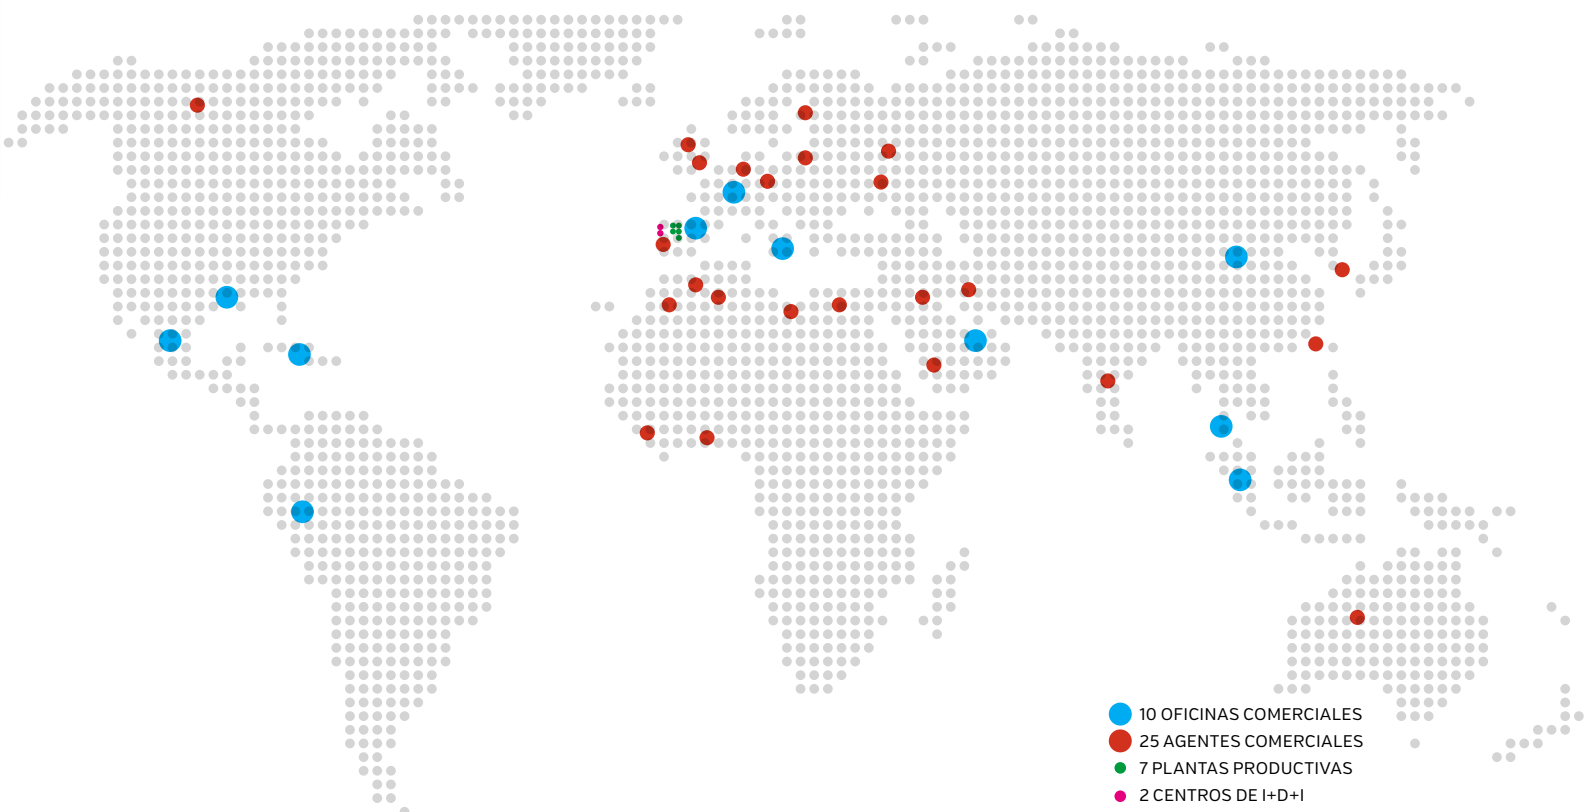 10 OFICINAS COMERCIALES
25 AGENTES COMERCIALES
7 PLANTAS PRODUCTIVAS
2 CENTROS DE I+D+I